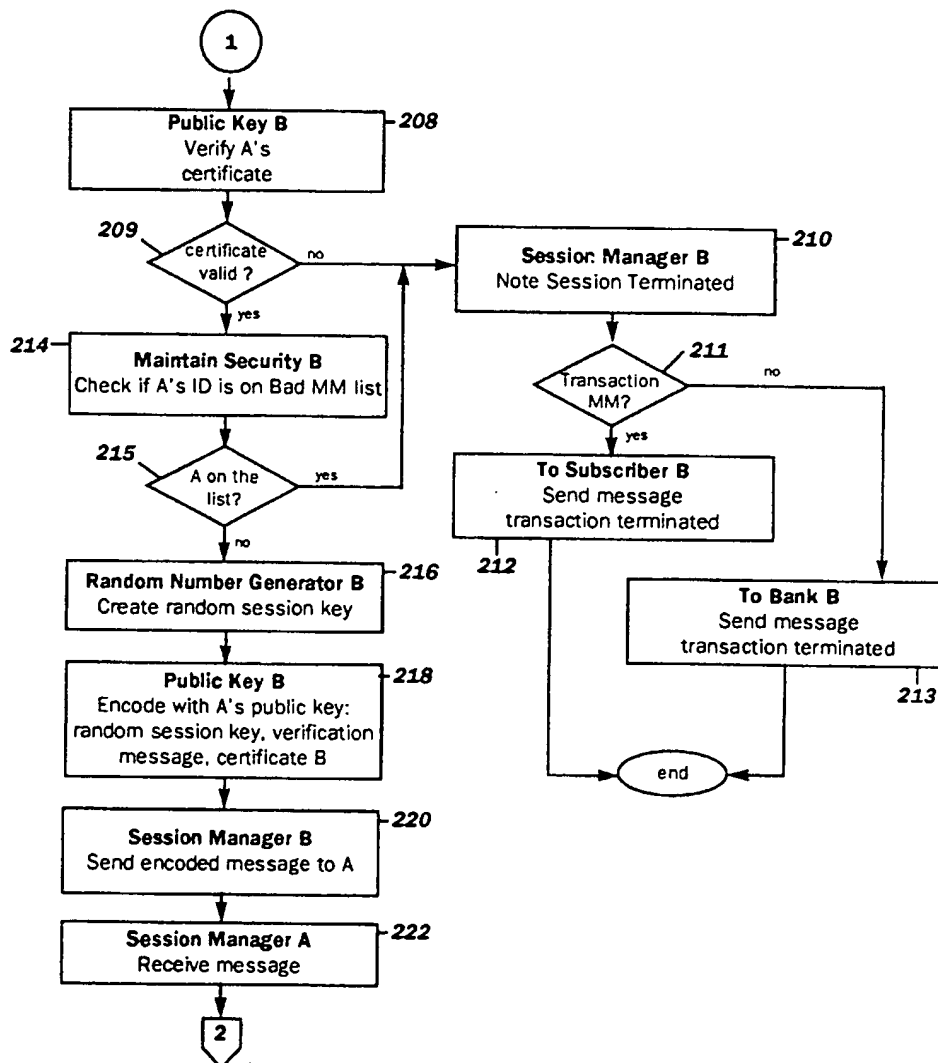 1
Public Key B
208
Verify A's
certificate
209
certificate
valid ?
no
yes
Session Manager B
210
Note Session Terminated
214
Maintain Security B
Check if A's ID is on Bad MM list
211
Transaction
MM?
no
yes
215
A on the
list?
yes
no
To Subscriber B
Send message
transaction terminated
212
Random Number Generator B
216
Create random session key
To Bank B
Send message
transaction terminated
213
Public Key B
218
Encode with A's public key:
random session key, verification
message, certificate B
end
Session Manager B
220
Send encoded message to A
Session Manager A
222
Receive message
2